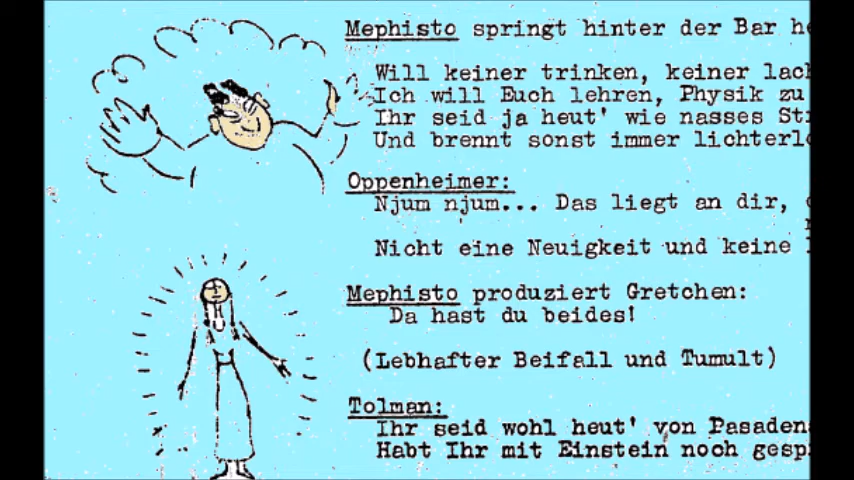 Mephisto springt hinter der Bar
Will keiner trinken, keiner
Ich will Euch lehren, Physik zu
Ihr seid ja heut' wie nasses
Und brennt sonst immer
Oppenheimer:
Njum njum... Das liegt an dir,
Nicht eine Neuigkeit und keine
Mephisto produziert Gretchen:
Da hast du beides!
(Lebhafter Beifall und Tumult)
Tolman:
Ihr seid wohl heut' von
Habt Ihr mit Einstein noch